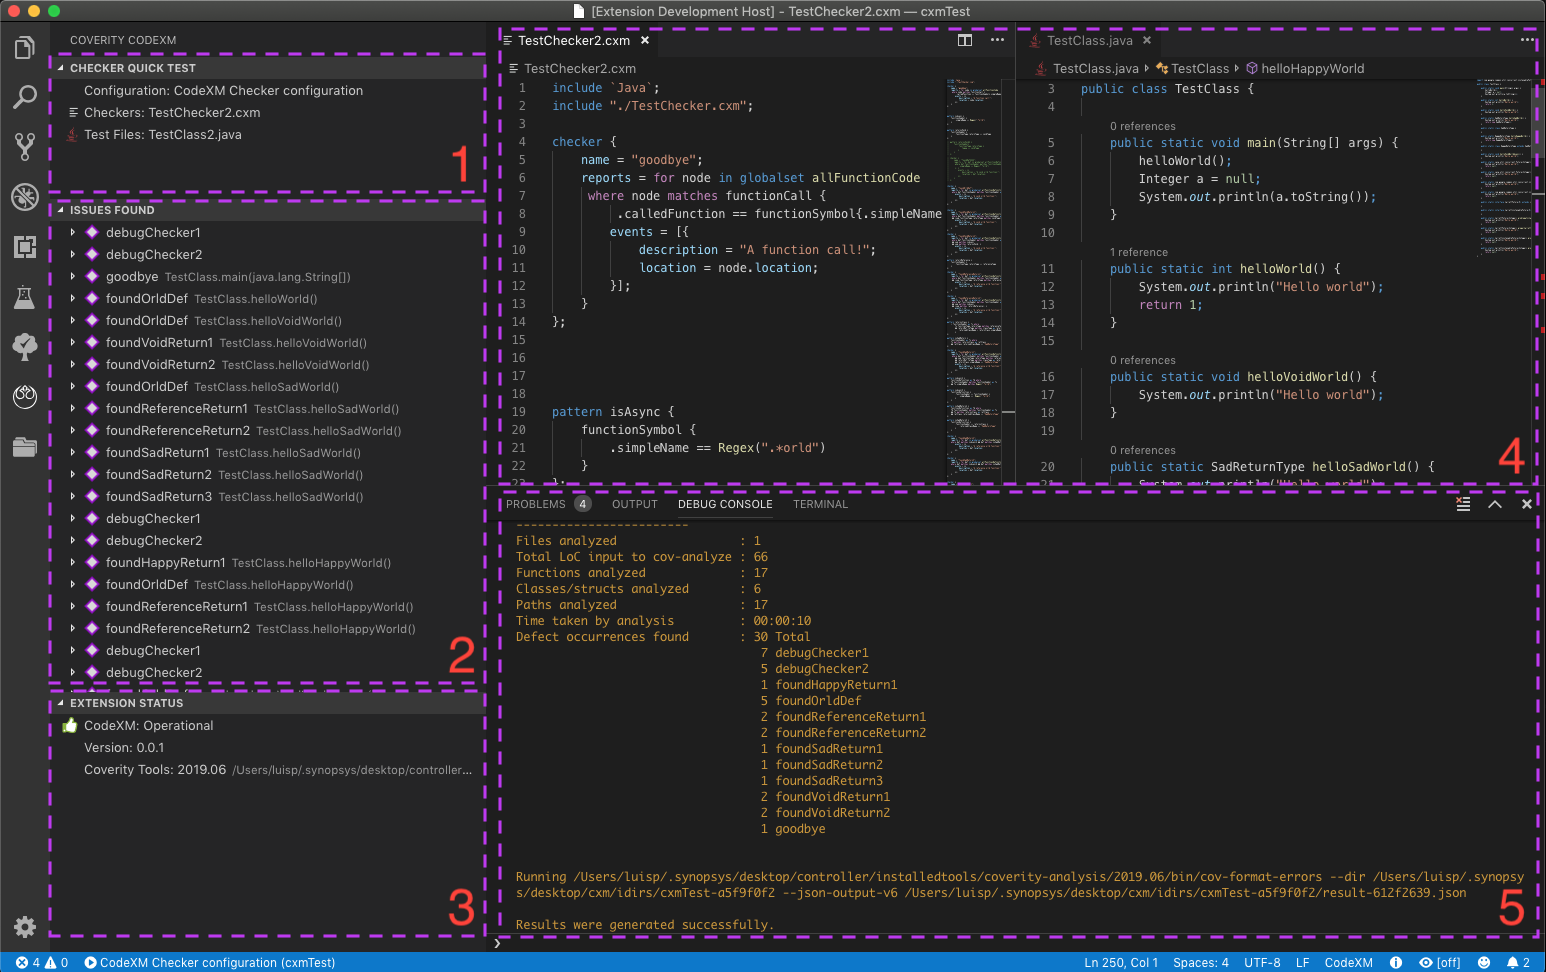 [Extension Development Host] - TestChecker2.cxm — cxmTest
COVERITY CODEXM
CHECKER QUICK TEST
Configuration: CodeXM Checker configuration
Checkers: TestChecker2.cxm
Test Files: TestClass2.java
1
ISSUES FOUND
debugChecker1
debugChecker2
goodbye TestClass.main(java.lang.String[])
foundOrldDef TestClass.helloWorld()
foundOrldDef TestClass.helloVoidWorld()
foundVoidReturn1 TestClass.helloVoidWorld()
foundVoidReturn2 TestClass.helloVoidWorld()
foundOrldDef TestClass.helloSadWorld()
foundReferenceReturn1 TestClass.helloSadWorld()
foundReferenceReturn2 TestClass.helloSadWorld()
foundSadReturn1 TestClass.helloSadWorld()
foundSadReturn2 TestClass.helloSadWorld()
foundSadReturn3 TestClass.helloSadWorld()
debugChecker1
debugChecker2
foundHappyReturn1 TestClass.helloHappyWorld()
foundOrldDef TestClass.helloHappyWorld()
foundReferenceReturn1 TestClass.helloHappyWorld()
foundReferenceReturn2 TestClass.helloHappyWorld()
debugChecker1
debugChecker2
2
EXTENSION STATUS
CodeXM: Operational
Version: 0.0.1
Coverity Tools: 2019.06 /Users/luisp/.synopsys/desktop/controller...
3
TestChecker2.cxm
TestChecker2.cxm
1 include `Java`;
2 include "./TestChecker.cxm";
3
4 checker {
5 name = "goodbye";
6 reports = for node in globalset allFunctionCode
7 where node matches functionCall {
8 .calledFunction == functionSymbol{.simpleName
9 events = [{
10 description = "A function call!";
11 location = node.location;
12 }];
13 }
14 };
15
16
17
18
19 pattern isAsync {
20 functionSymbol {
21 .simpleName == Regex(".*orld")
22 }
23 };
TestClass.java
TestClass.java TestClass helloHappyWorld
3 public class TestClass {
4
0 references
5 public static void main(String[] args) {
6 helloWorld();
7 Integer a = null;
8 System.out.println(a.toString());
9 }
10
1 reference
11 public static int helloWorld() {
12 System.out.println("Hello world");
13 return 1;
14 }
15
0 references
16 public static void helloVoidWorld() {
17 System.out.println("Hello world");
18 }
19
0 references
20 public static SadReturnType helloSadWorld() {
21 System.out.println("Hello world");
4
PROBLEMS 4 OUTPUT DEBUG CONSOLE TERMINAL
------------------------
Files analyzed : 1
Total LoC input to cov-analyze : 66
Functions analyzed : 17
Classes/structs analyzed : 6
Paths analyzed : 17
Time taken by analysis : 00:00:10
Defect occurrences found : 30 Total
7 debugChecker1
5 debugChecker2
1 foundHappyReturn1
5 foundOrldDef
2 foundReferenceReturn1
2 foundReferenceReturn2
1 foundSadReturn1
1 foundSadReturn2
1 foundSadReturn3
2 foundVoidReturn1
2 foundVoidReturn2
1 goodbye
Running /Users/luisp/.synopsys/desktop/controller/installedtools/coverity-analysis/2019.06/bin/cov-format-errors --dir /Users/luisp/.synopsy
s/desktop/cxm/idirs/cxmTest-a5f9f0f2 --json-output-v6 /Users/luisp/.synopsys/desktop/cxm/idirs/cxmTest-a5f9f0f2/result-612f2639.json
Results were generated successfully.
5
4 0 CodeXM Checker configuration (cxmTest) Ln 250, Col 1 Spaces: 4 UTF-8 LF CodeXM [off] 2